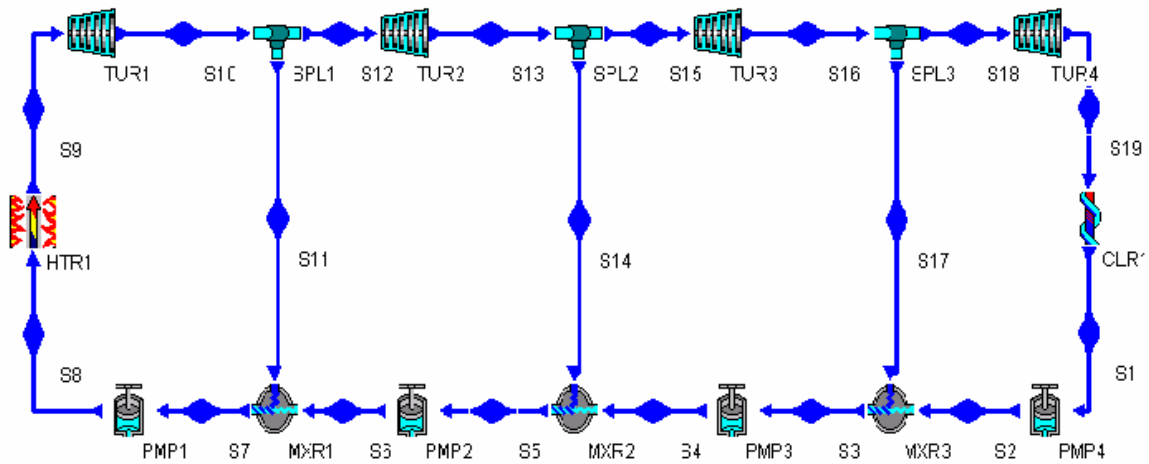 TUR1 S10 SPL1 S12 TUR2 S13 SPL2 S15 TUR3 S16 SPL3 S18 TUR4
S9 S19
HTR1 S11 S14 S17 CLR1
S8 S1
PMP1 S7 MXR1 S6 PMP2 S5 MXR2 S4 PMP3 S3 MXR3 S2 PMP4